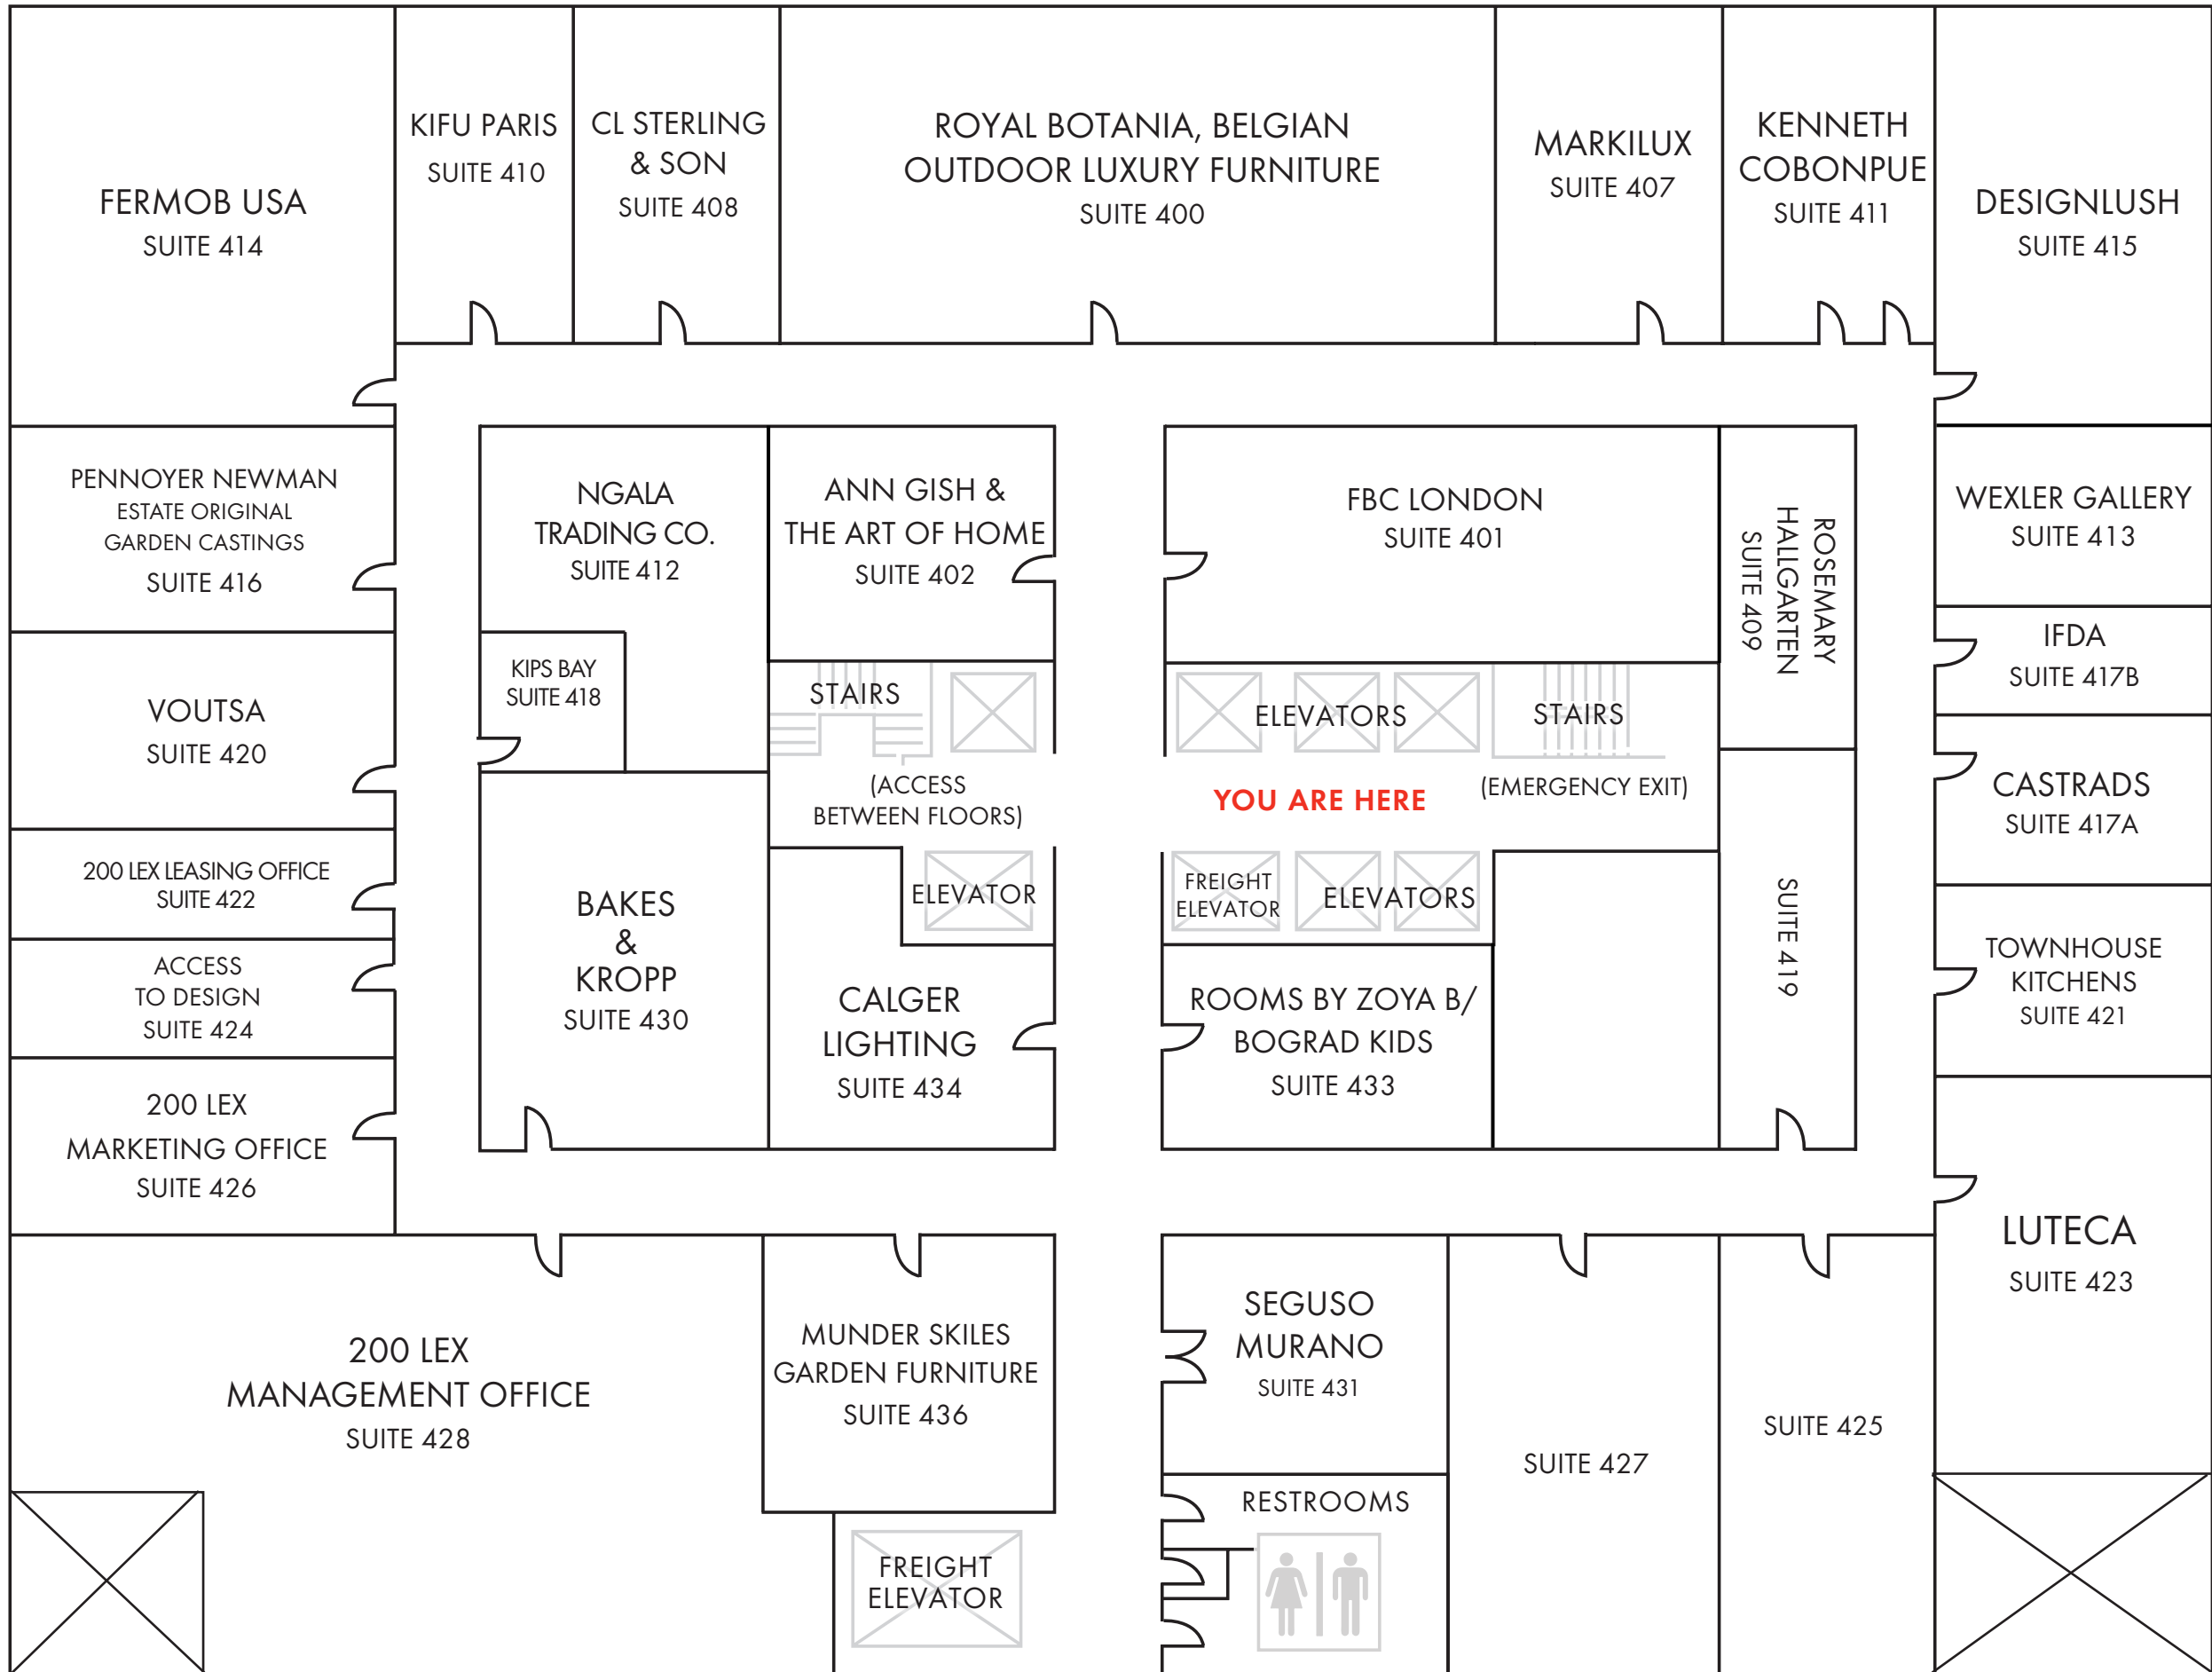 FERMOB USA
SUITE 414
KIFU PARIS
SUITE 410
CL STERLING
& SON
SUITE 408
ROYAL BOTANIA, BELGIAN
OUTDOOR LUXURY FURNITURE
SUITE 400
MARKILUX
SUITE 407
KENNETH
COBONPUE
SUITE 411
DESIGNLUSH
SUITE 415
PENNOYER NEWMAN
ESTATE ORIGINAL
GARDEN CASTINGS
SUITE 416
NGALA
TRADING CO.
SUITE 412
ANN GISH &
THE ART OF HOME
SUITE 402
FBC LONDON
SUITE 401
ROSEMARY
HALLGARTEN
SUITE 409
WEXLER GALLERY
SUITE 413
IFDA
SUITE 417B
VOUTSA
SUITE 420
KIPS BAY
SUITE 418
STAIRS
(ACCESS
BETWEEN FLOORS)
ELEVATORS
STAIRS
YOU ARE HERE
(EMERGENCY EXIT)
CASTRADS
SUITE 417A
200 LEX LEASING OFFICE
SUITE 422
BAKES
&
KROPP
SUITE 430
ELEVATOR
FREIGHT
ELEVATOR
ELEVATORS
SUITE 419
TOWNHOUSE
KITCHENS
SUITE 421
ACCESS
TO DESIGN
SUITE 424
CALGER
LIGHTING
SUITE 434
ROOMS BY ZOYA B/
BOGRAD KIDS
SUITE 433
200 LEX
MARKETING OFFICE
SUITE 426
LUTECA
SUITE 423
200 LEX
MANAGEMENT OFFICE
SUITE 428
MUNDER SKILES
GARDEN FURNITURE
SUITE 436
SEGUSO
MURANO
SUITE 431
SUITE 427
SUITE 425
RESTROOMS
FREIGHT
ELEVATOR